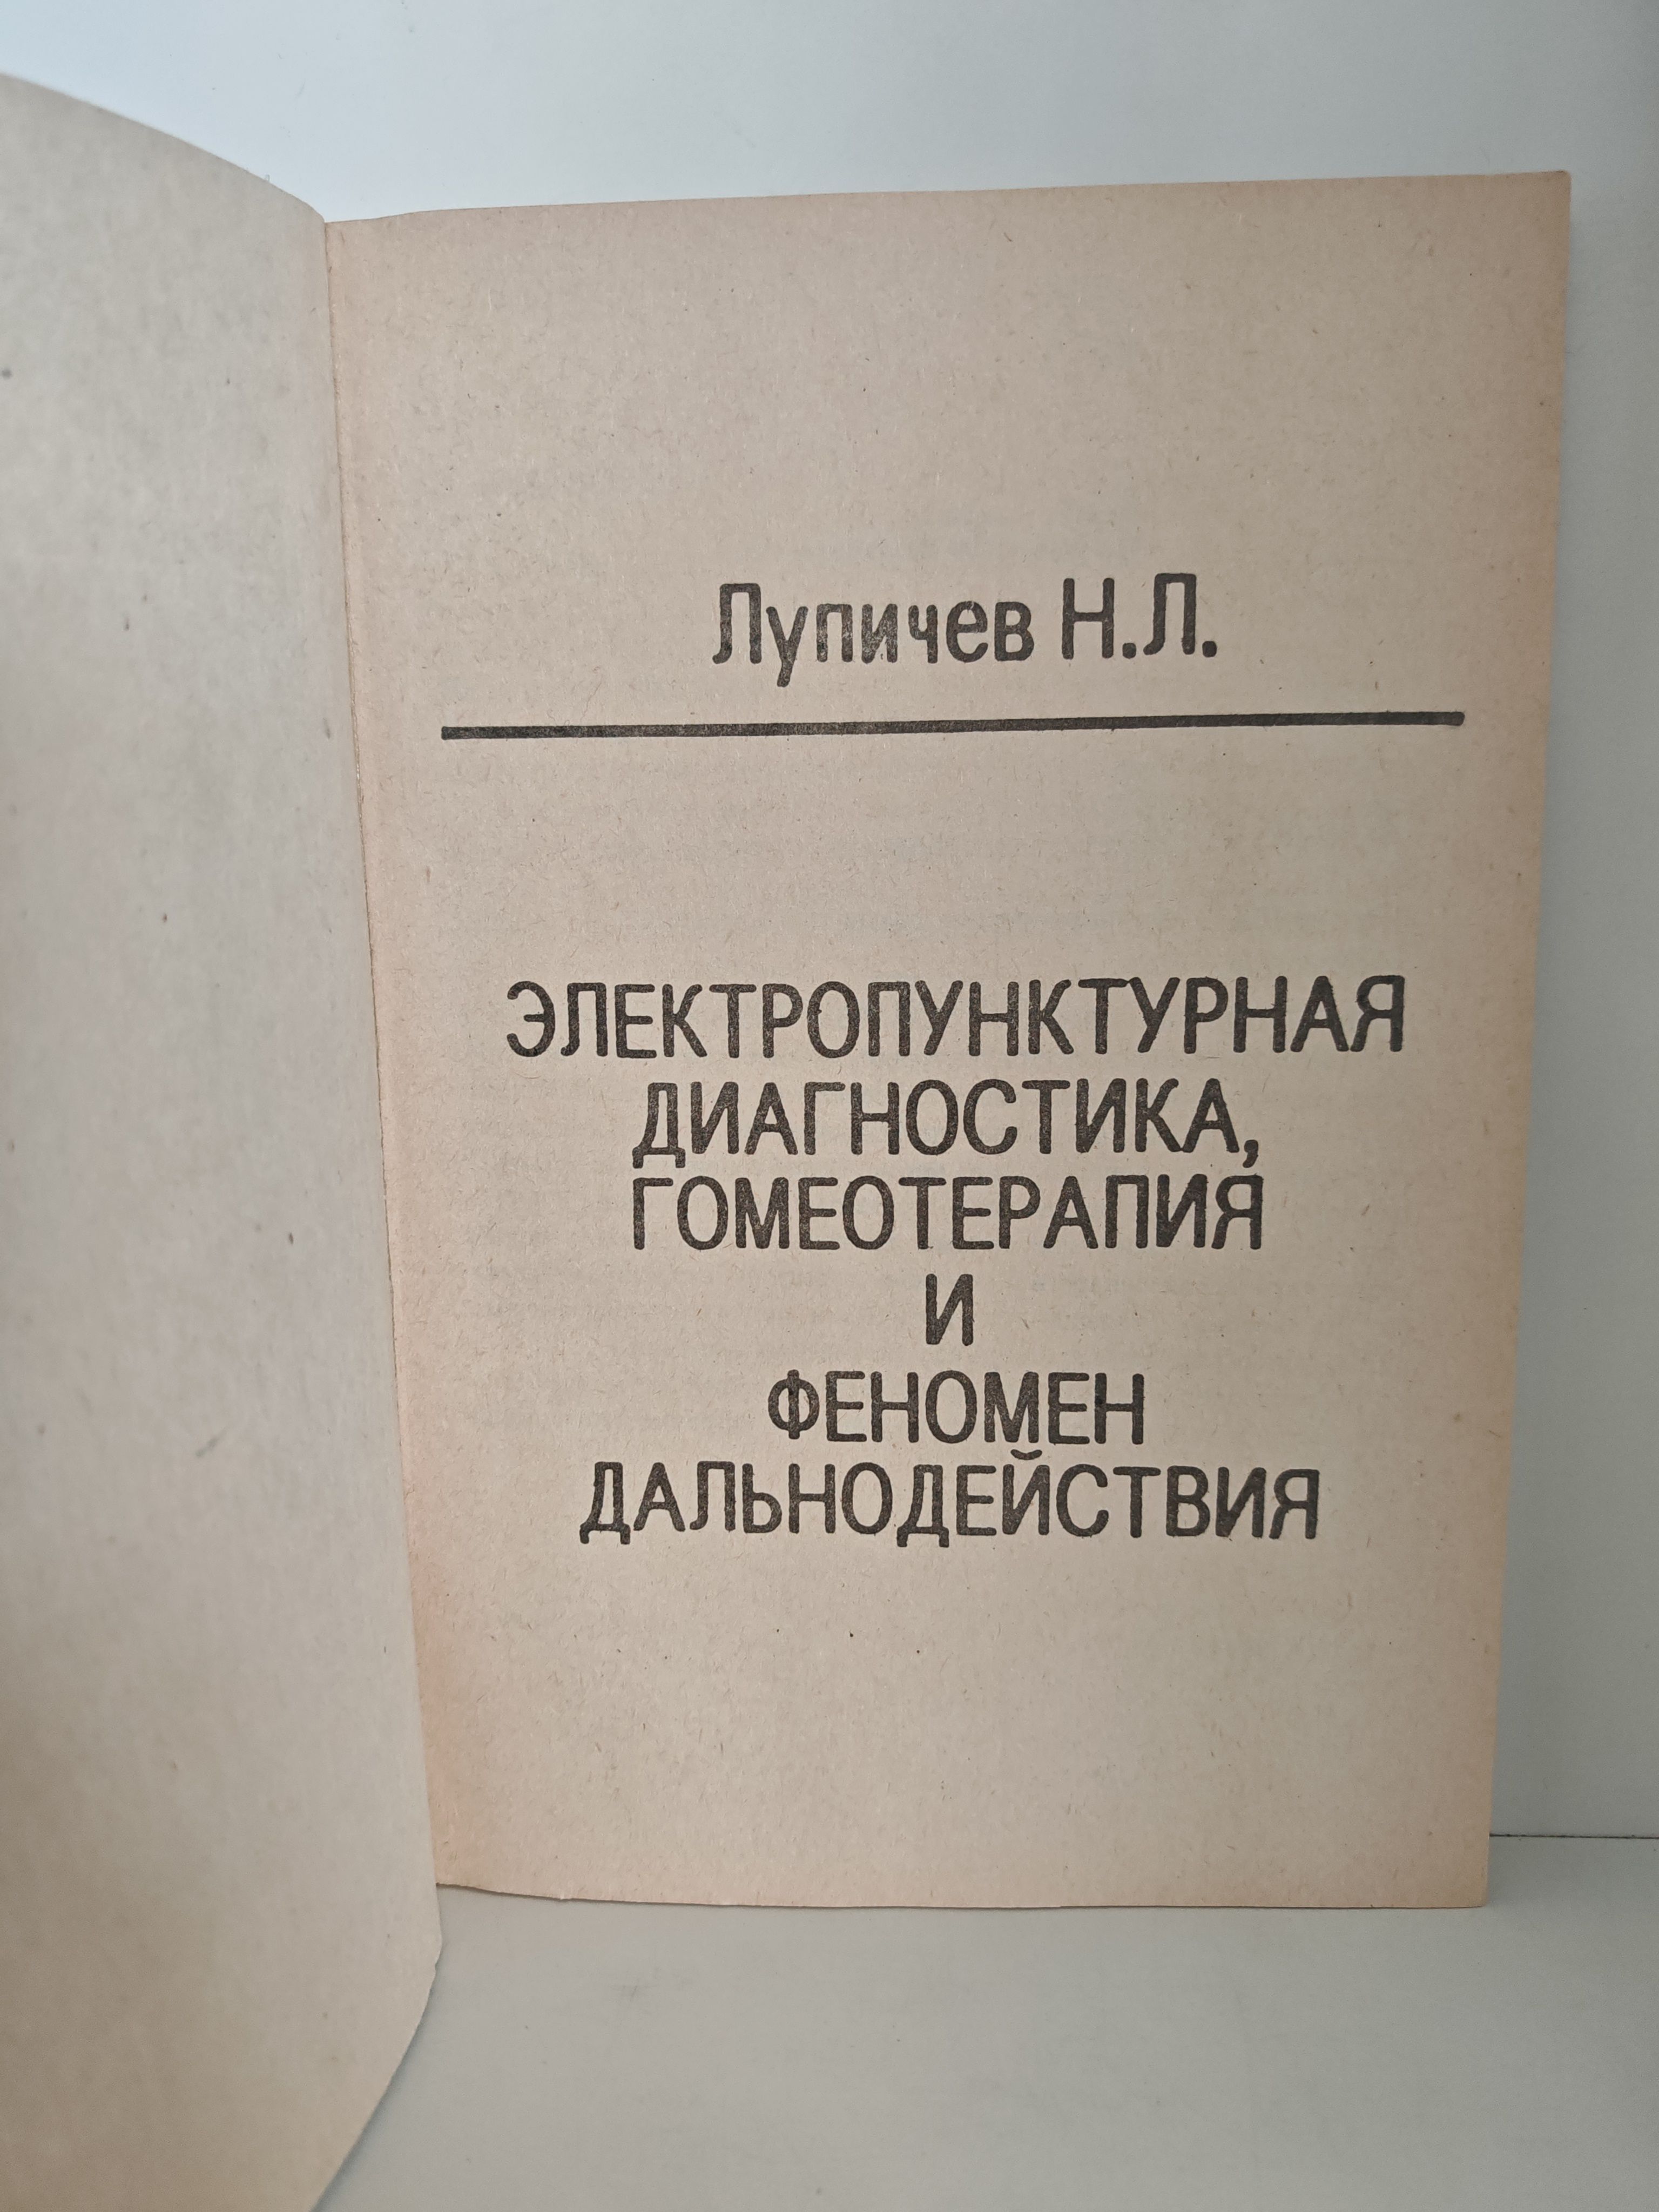 Лупичев Н.Л.
ЭЛЕКТРОПУНКТУРНАЯ
ДИАГНОСТИКА,
ГОМЕОТЕРАПИЯ
И
ФЕНОМЕН
ДАЛЬНОДЕЙСТВИЯ